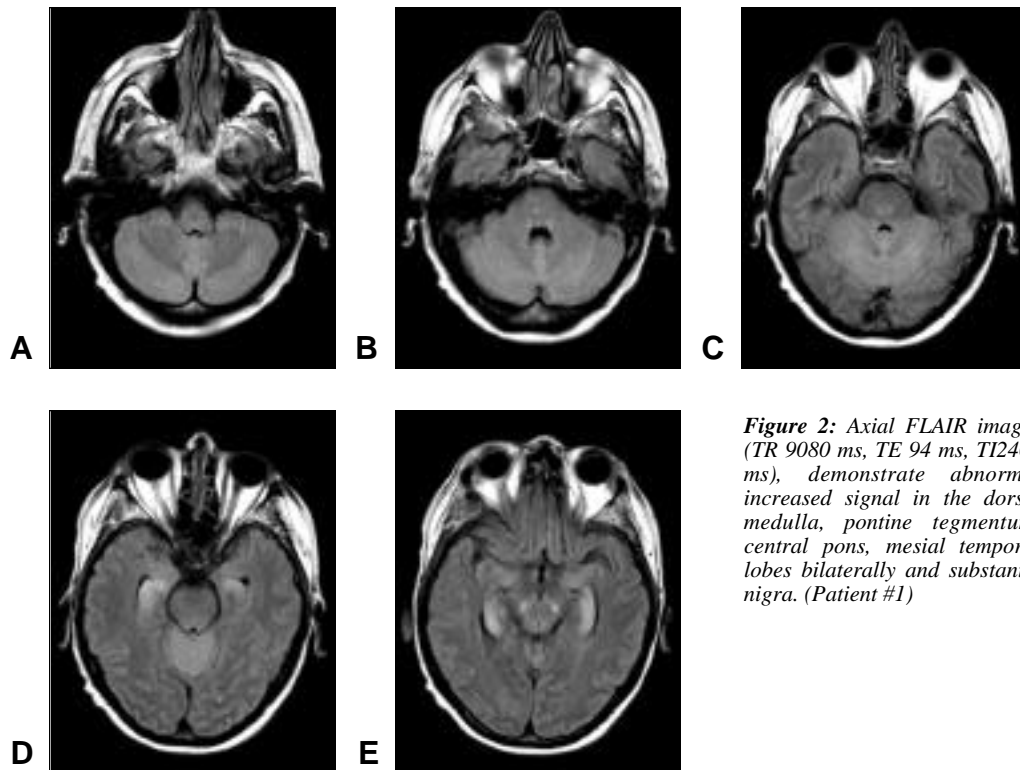 A
B
C
D
E
Figure 2: Axial FLAIR imag
(TR 9080 ms, TE 94 ms, TI24
ms), demonstrate abnorm
increased signal in the dors
medulla, pontine tegmentu
central pons, mesial tempor
lobes bilaterally and substan
nigra. (Patient #1)